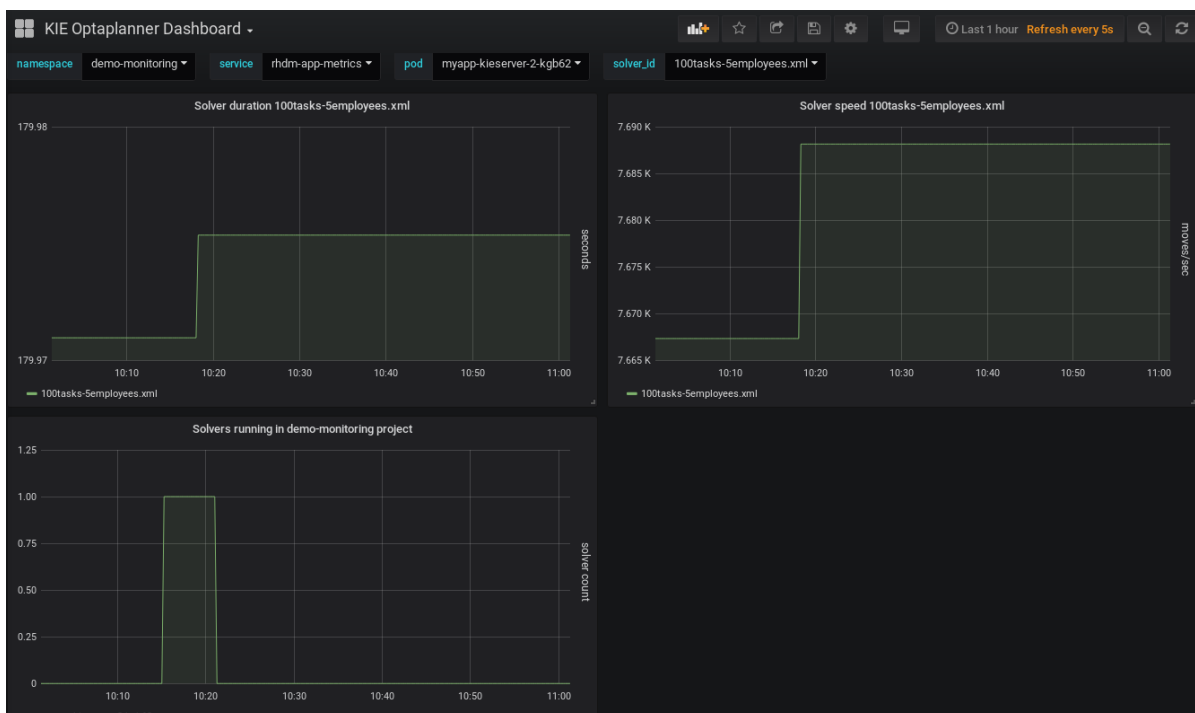 KIE Optaplanner Dashboard
Last 1 hour Refresh every 5s
namespace demo-monitoring service rhdm-app-metrics pod myapp-kieserver-2-kgb62 solver_id 100tasks-5employees.xml
Solver duration 100tasks-5employees.xml
179.98
179.97
seconds
10:10 10:20 10:30 10:40 10:50 11:00
100tasks-5employees.xml
Solver speed 100tasks-5employees.xml
7.690 K
7.685 K
7.680 K
7.675 K
7.670 K
7.665 K
moves/sec
10:10 10:20 10:30 10:40 10:50 11:00
100tasks-5employees.xml
Solvers running in demo-monitoring project
1.25
1.00
0.75
0.50
0.25
0
solver count
10:10 10:20 10:30 10:40 10:50 11:00